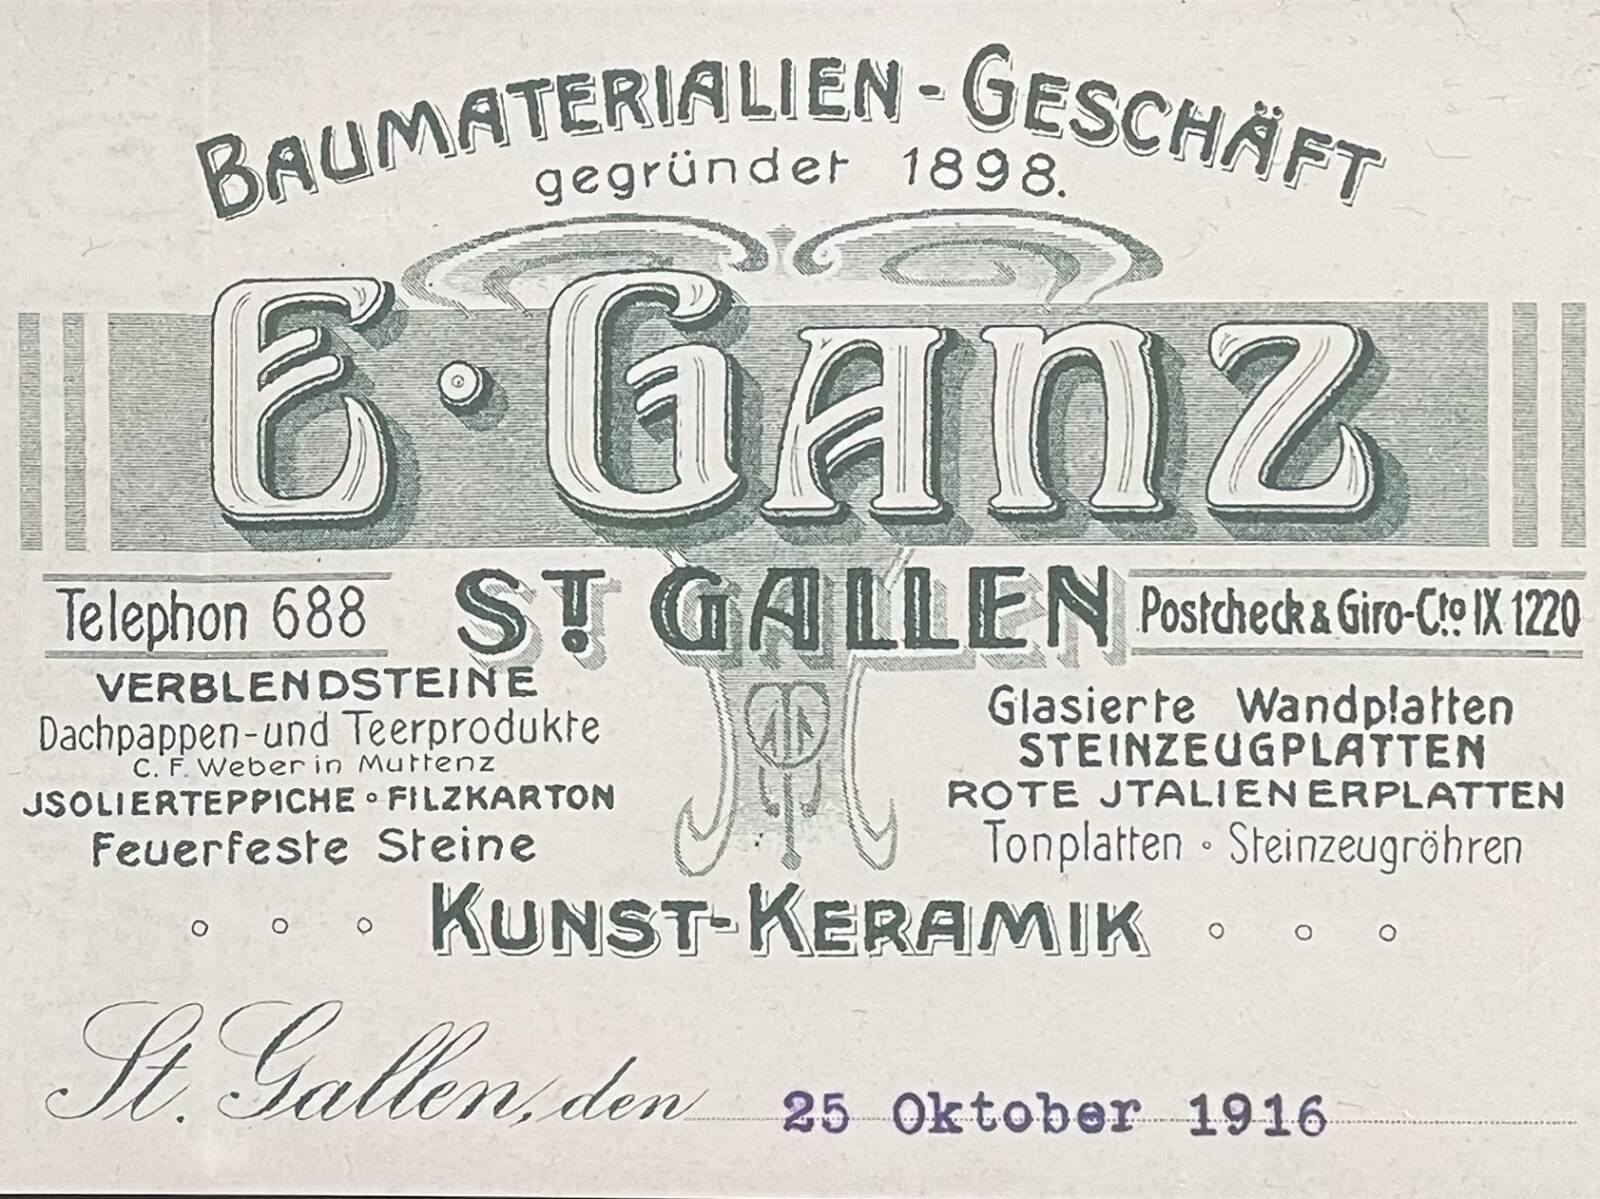 BAUMATERIALIEN-GESCHÄFT
gegründet 1898.
E·GANZ
Telephon 688
ST. GALLEN
Postcheck & Giro-Cto IX 1220
VERBLENDSTEINE
Dachpappen-und Teerprodukte
C. F. Weber in Muttenz
JSOLIERTEPPICHE ∘ FILZKARTON
Feuerfeste Steine
Glasierte Wandplatten
STEINZEUGPLATTEN
ROTE JTALIENERPLATTEN
Tonplatten ∘ Steinzeugröhren
KUNST-KERAMIK
St. Gallen, den 25 Oktober 1916